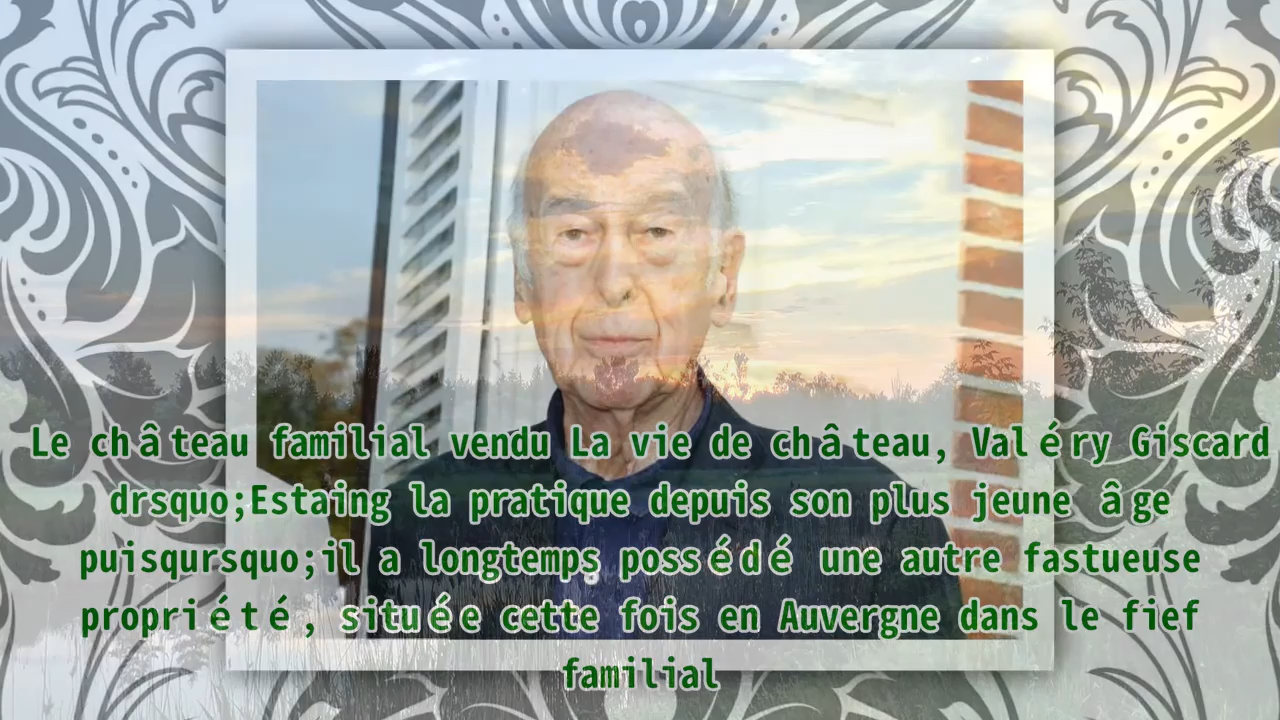 Le château familial vendu La vie de château, Valéry Giscard
drsquo;Estaing la pratique depuis son plus jeune âge
puisqursquo;il a longtemps possédé une autre fastueuse
propriété, située cette fois en Auvergne dans le fief
familial